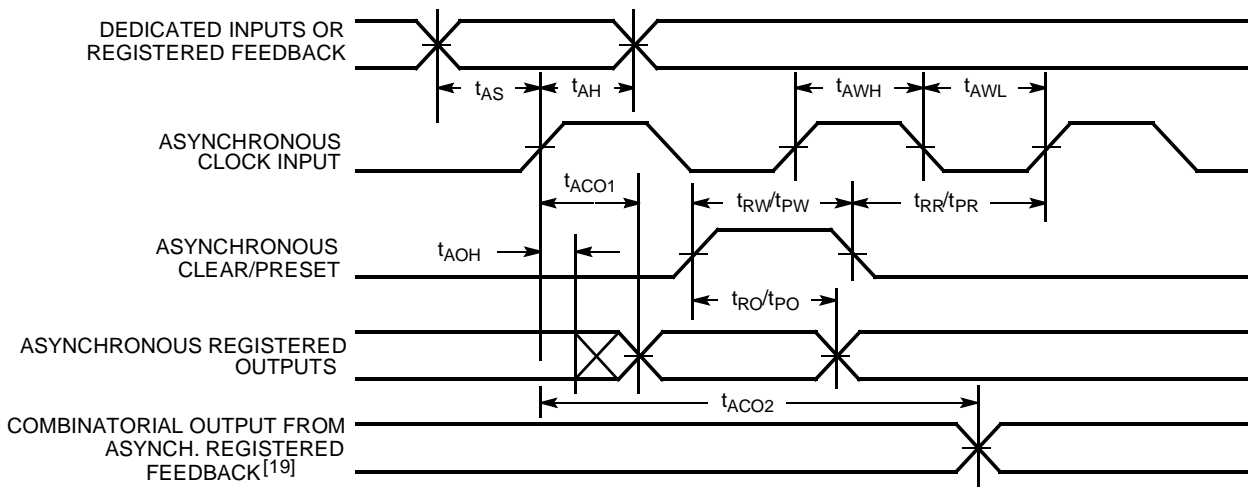 DEDICATED INPUTS OR
REGISTERED FEEDBACK
tAS
tAH
tAWH
tAWL
ASYNCHRONOUS
CLOCK INPUT
tACO1
tRW/tPW
tRR/tPR
ASYNCHRONOUS
CLEAR/PRESET
tAOH
tRO/tPO
ASYNCHRONOUS REGISTERED
OUTPUTS
tACO2
COMBINATORIAL OUTPUT FROM
ASYNCH. REGISTERED
FEEDBACK[19]